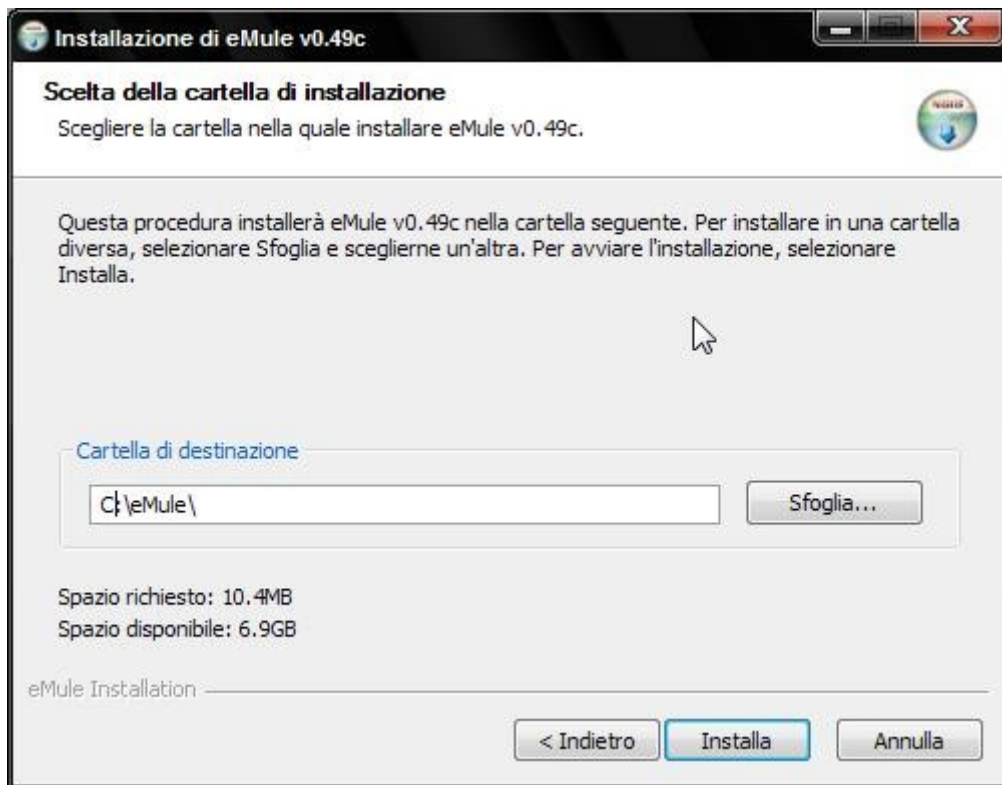 Installazione di eMule v0.49c
Scelta della cartella di installazione
Scegliere la cartella nella quale installare eMule v0.49c.
Questa procedura installerà eMule v0.49c nella cartella seguente. Per installare in una cartella
diversa, selezionare Sfoglia e sceglierne un'altra. Per avviare l'installazione, selezionare
Installa.
Cartella di destinazione
C:\eMule\
Sfoglia...
Spazio richiesto: 10.4MB
Spazio disponibile: 6.9GB
eMule Installation
< Indietro
Installa
Annulla